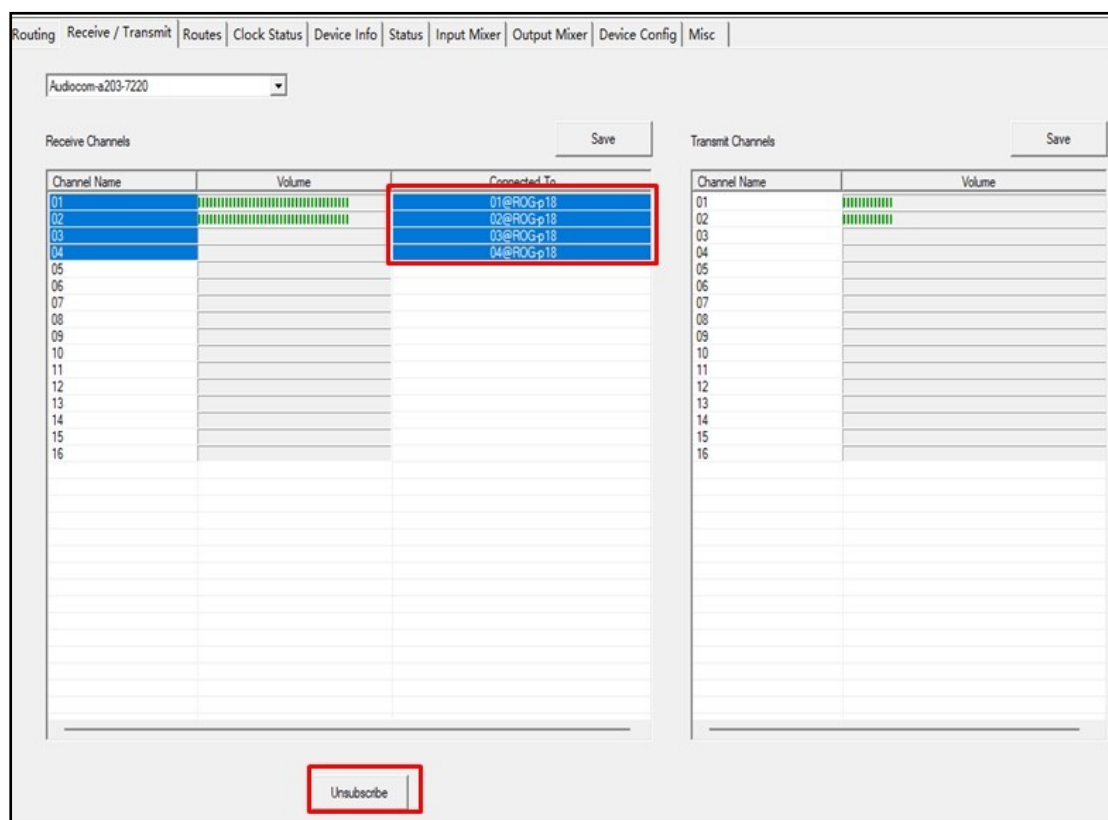 Routing Receive / Transmit Routes Clock Status Device Info Status Input Mixer Output Mixer Device Config Misc
Audiocom-a203-7220
Receive Channels Save Transmit Channels Save
Channel Name Volume Connected To Channel Name Volume
01 01@ROG-p18 01
02 02@ROG-p18 02
03 03@ROG-p18 03
04 04@ROG-p18 04
05 05
06 06
07 07
08 08
09 09
10 10
11 11
12 12
13 13
14 14
15 15
16 16
Unsubscribe